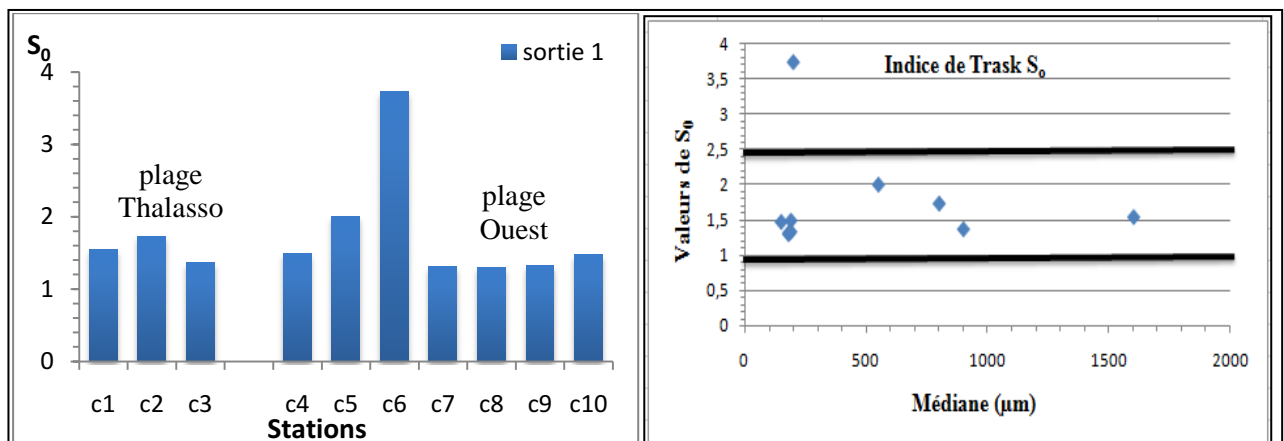 S₀
sortie 1
4
3
2
1
0
plage
Thalasso
plage
Ouest
c1 c2 c3 c4 c5 c6 c7 c8 c9 c10
Stations
Indice de Trask Sₒ
Valeurs de S₀
4
3,5
3
2,5
2
1,5
1
0,5
0
0 500 1000 1500 2000
Médiane (µm)